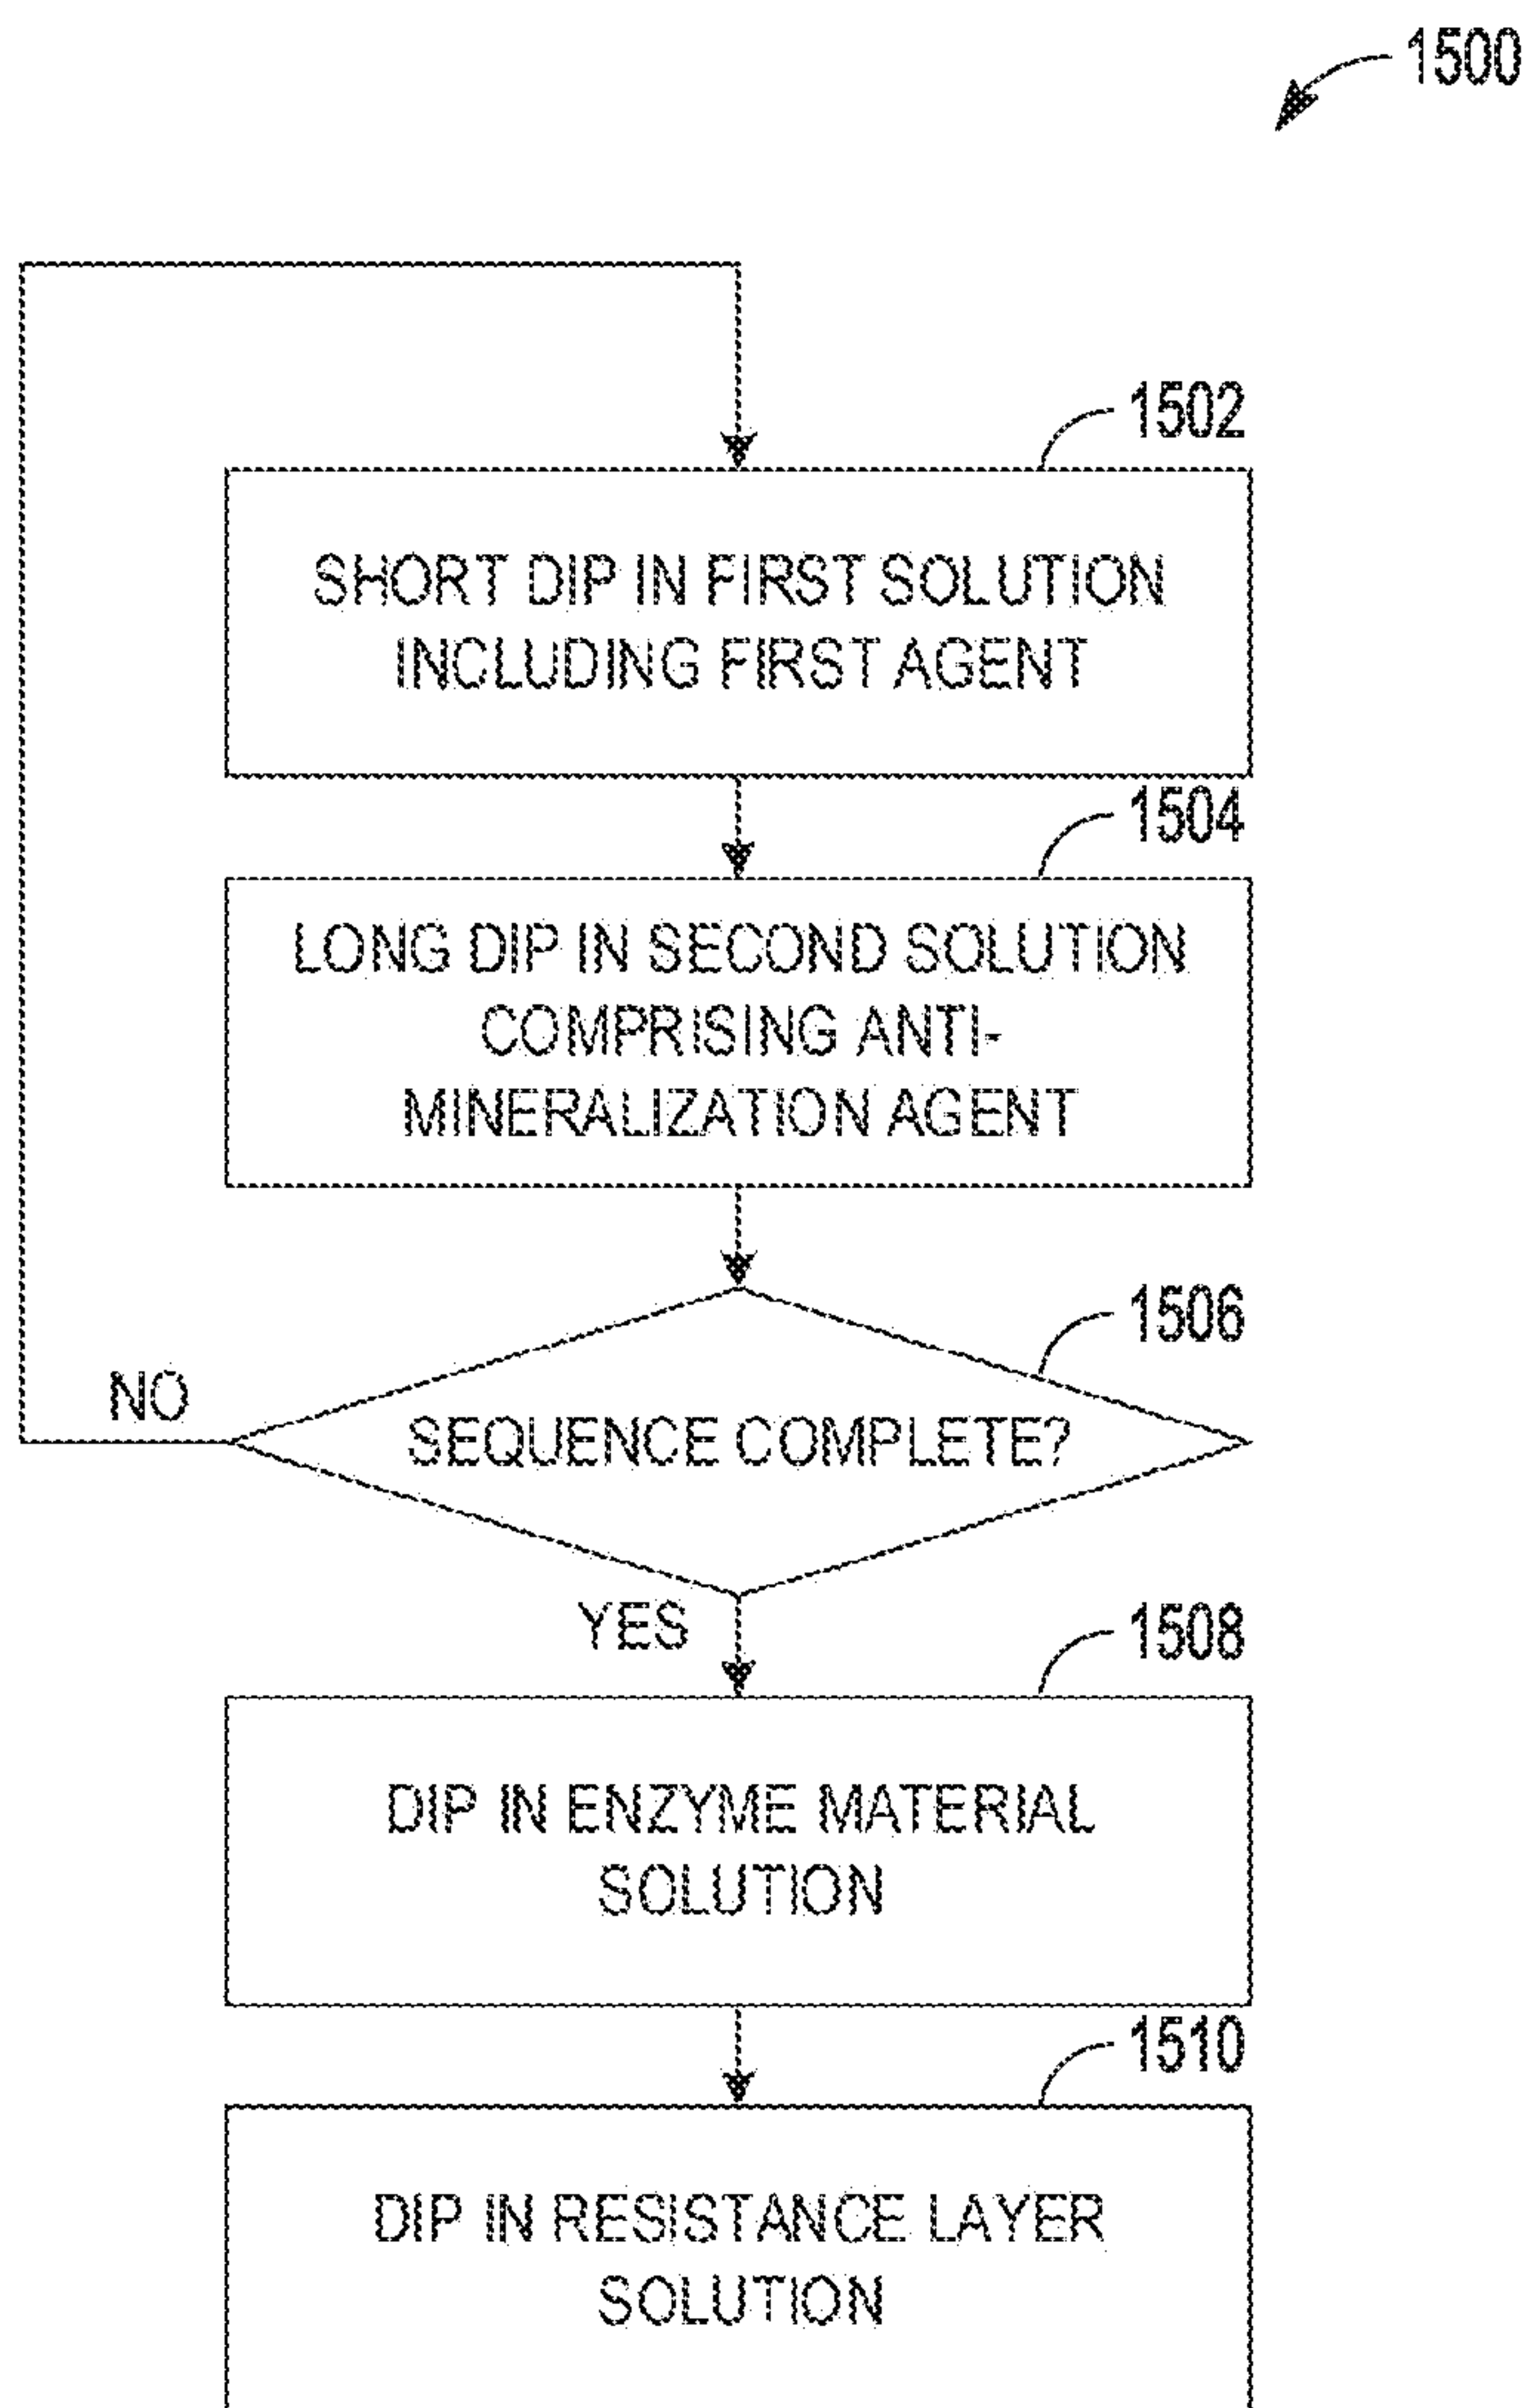 1500
1502
SHORT DIP IN FIRST SOLUTION
INCLUDING FIRST AGENT
1504
LONG DIP IN SECOND SOLUTION
COMPRISING ANTI-
MINERALIZATION AGENT
1506
NO
SEQUENCE COMPLETE?
YES
1508
DIP IN ENZYME MATERIAL
SOLUTION
1510
DIP IN RESISTANCE LAYER
SOLUTION